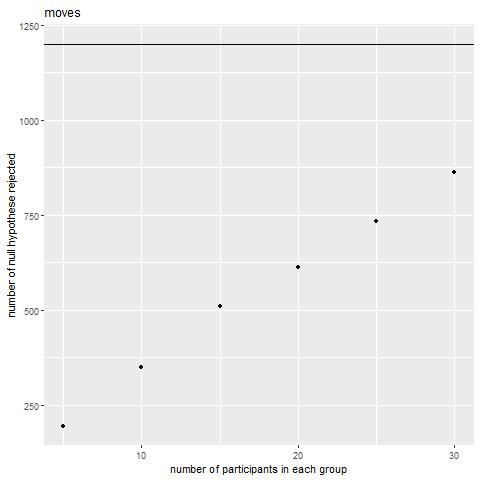 moves
1250
1000
750
500
250
number of null hypothese rejected
10
20
30
number of participants in each group